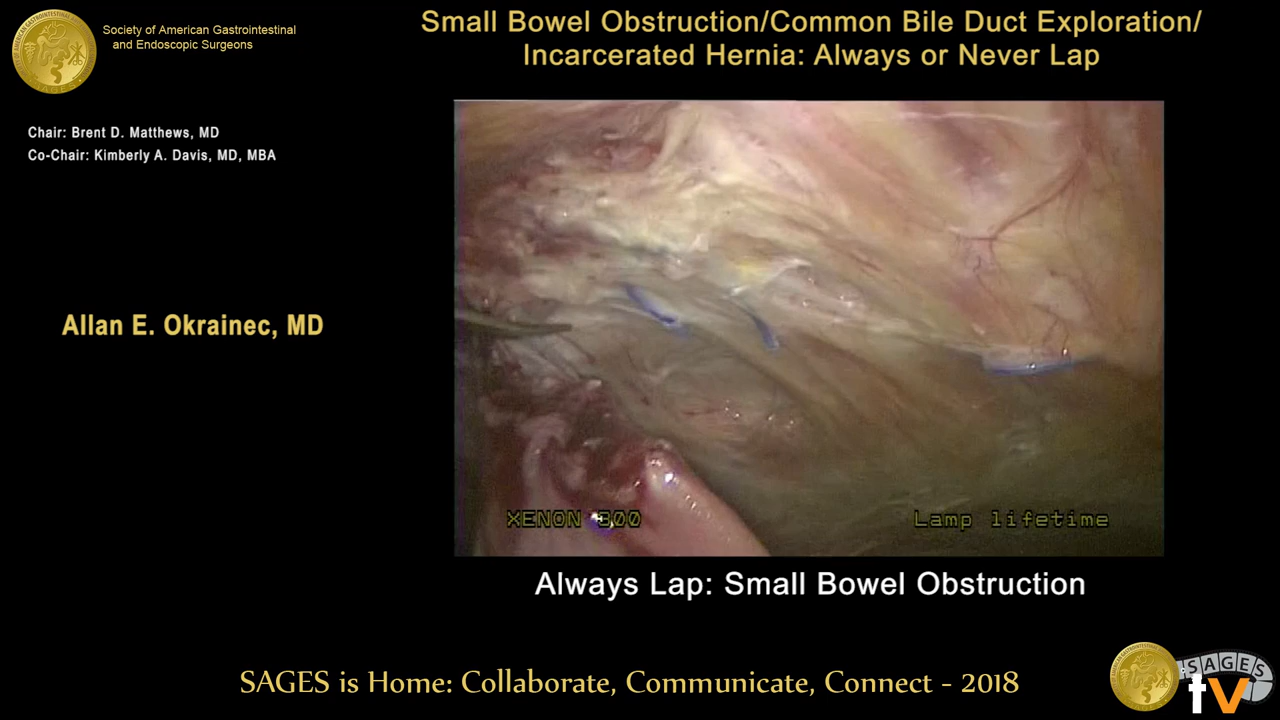 Society of American Gastrointestinal
and Endoscopic Surgeons
Small Bowel Obstruction/Common Bile Duct Exploration/
Incarcerated Hernia: Always or Never Lap
Chair: Brent D. Matthews, MD
Co-Chair: Kimberly A. Davis, MD, MBA
Allan E. Okrainec, MD
XENON 300
Lamp lifetime
Always Lap: Small Bowel Obstruction
SAGES is Home: Collaborate, Communicate, Connect - 2018
SAGES
tv